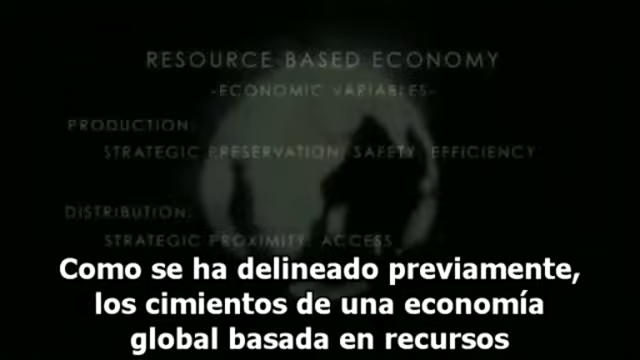 RESOURCE BASED ECONOMY
-ECONOMIC VARIABLES-
PRODUCTION:
STRATEGIC PRESERVATION, SAFETY, EFFICIENCY
DISTRIBUTION:
STRATEGIC PROXIMITY, ACCESS
Como se ha delineado previamente,
los cimientos de una economía
global basada en recursos